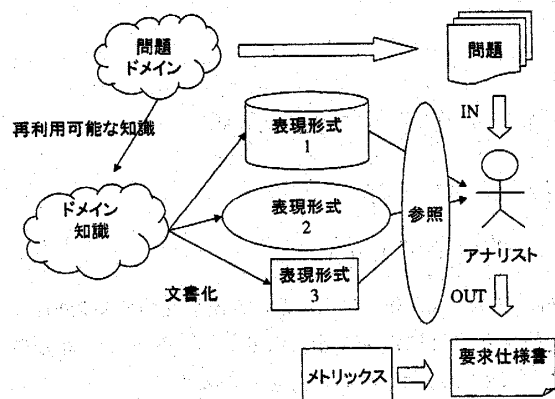 問題
ドメイン
問題
再利用可能な知識
IN
表現形式
1
ドメイン
知識
表現形式
2
参照
アナリスト
表現形式
3
文書化
OUT
メトリックス
要求仕様書